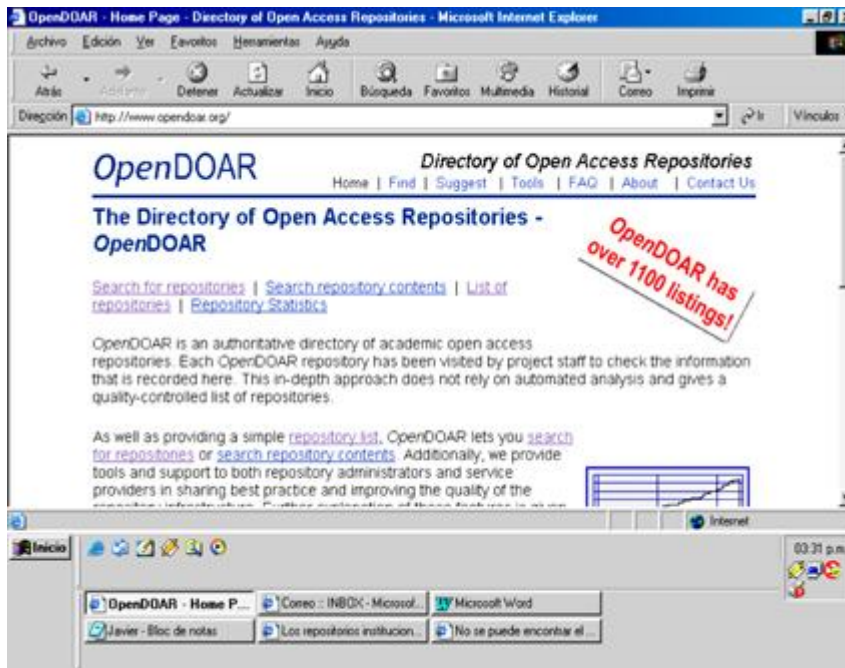 OpenDOAR - Home Page - Directory of Open Access Repositories - Microsoft Internet Explorer
Archivo Edición Ver Favoritos Herramientas Ayuda
Atrás Adelante Detener Actualizar Inicio Búsqueda Favoritos Multimedia Historial Correo Imprimir
Dirección http://www.opendoar.org/ Ir Vínculos
OpenDOAR Directory of Open Access Repositories
Home | Find | Suggest | Tools | FAQ | About | Contact Us
The Directory of Open Access Repositories -
OpenDOAR
OpenDOAR has
over 1100 listings!
Search for repositories | Search repository contents | List of
repositories | Repository Statistics
OpenDOAR is an authoritative directory of academic open access
repositories. Each OpenDOAR repository has been visited by project staff to check the information
that is recorded here. This in-depth approach does not rely on automated analysis and gives a
quality-controlled list of repositories.
As well as providing a simple repository list, OpenDOAR lets you search
for repositories or search repository contents. Additionally, we provide
tools and support to both repository administrators and service
providers in sharing best practice and improving the quality of the
Internet
Inicio 03:31 p.m
OpenDOAR - Home P... Correo :: INBOX - Microsof... Microsoft Word
Javier - Bloc de notas Los repositorios institucion... No se puede encontrar el ...